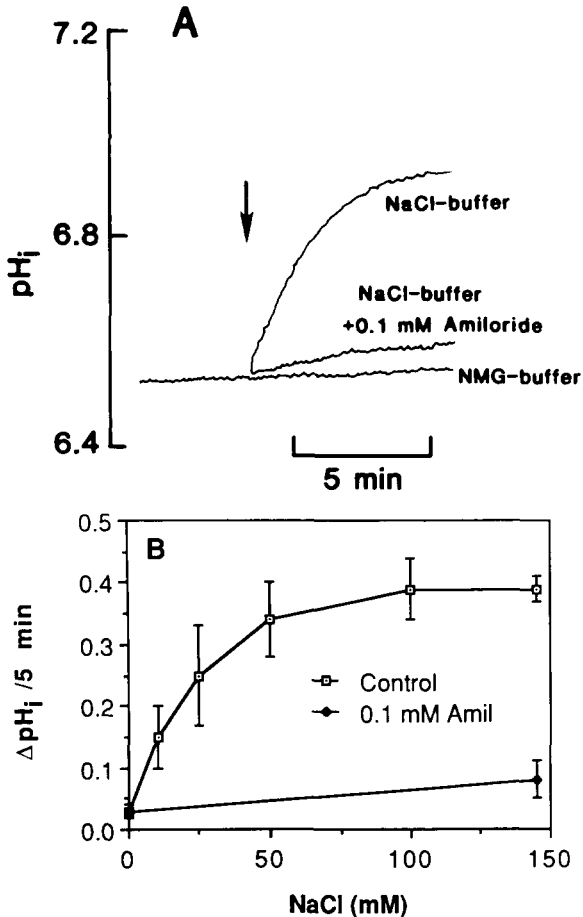 A
7.2
6.8
6.4
pHi
NaCl-buffer
NaCl-buffer
+0.1 mM Amiloride
NMG-buffer
5 min
B
0.5
0.4
0.3
0.2
0.1
0.0
ΔpHi /5 min
Control
0.1 mM Amil
0
50
100
150
NaCl (mM)